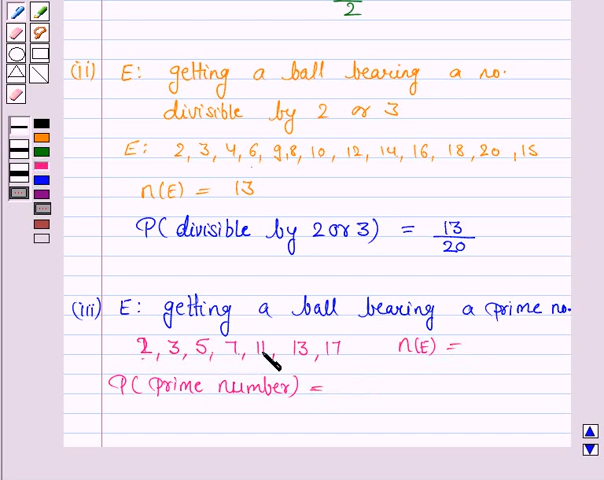 2
(ii) E: getting a ball bearing a no.
divisible by 2 or 3
E: 2, 3, 4, 6, 9,8, 10, 12, 14, 16, 18, 20, 15
n(E) = 13
P( divisible by 2 or 3) = 13/20
(iii) E: getting a ball bearing a prime no.
2, 3, 5, 7, 11, 13, 17 n(E) =
P( prime number) =